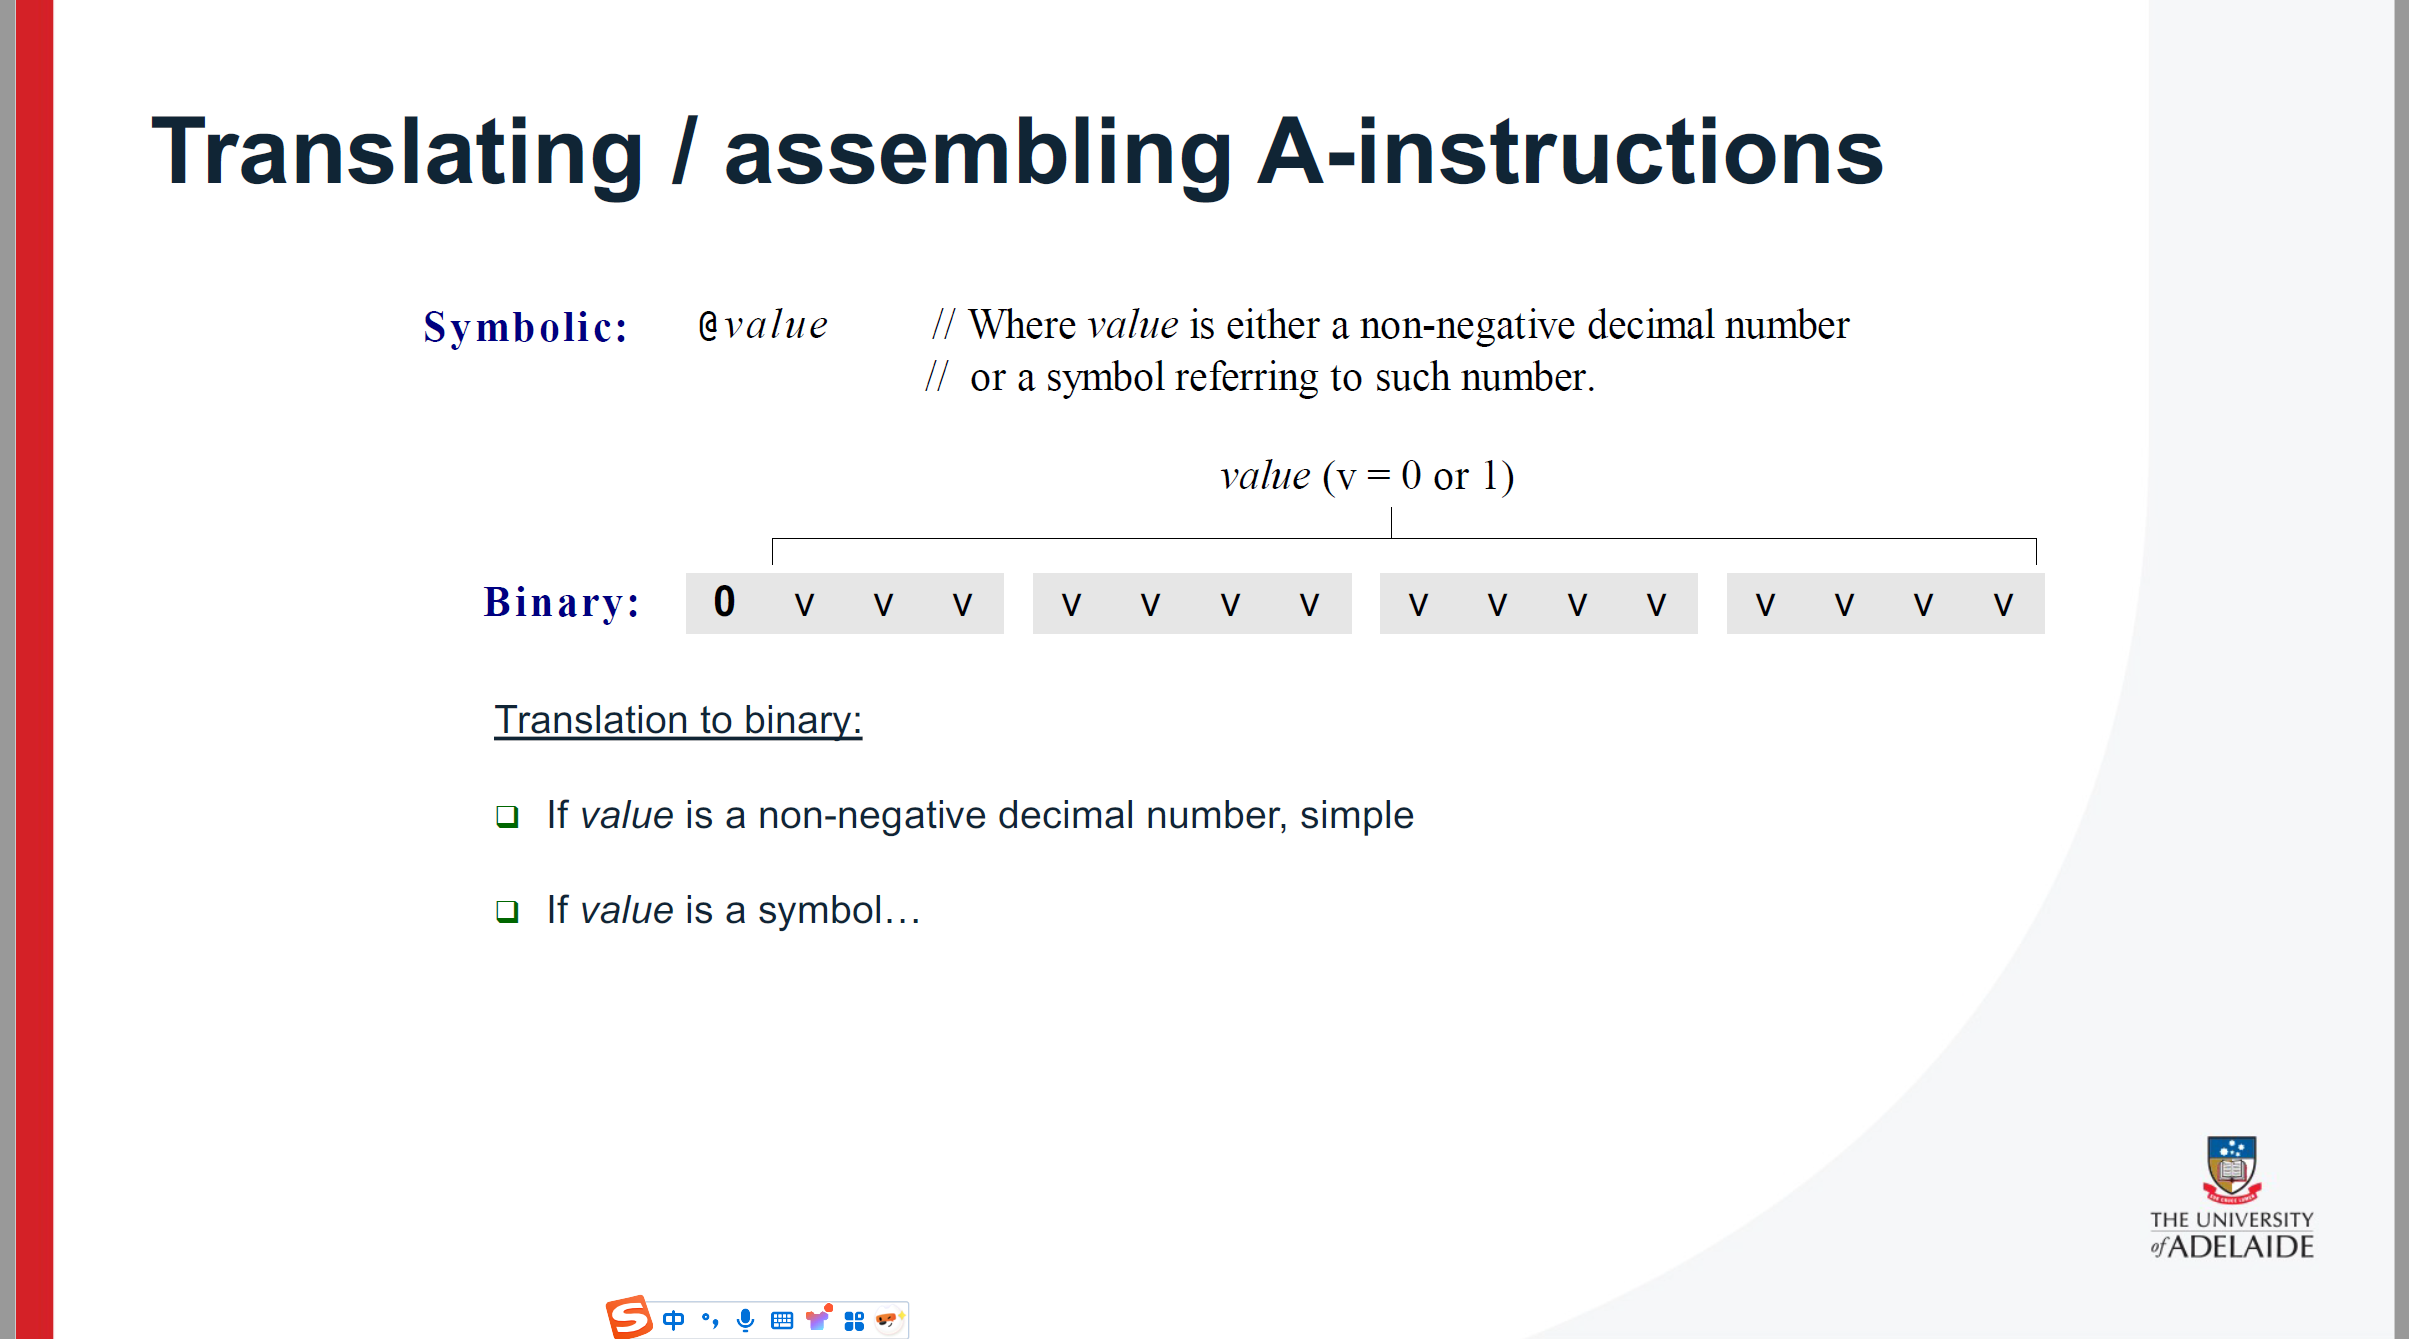 Translating / assembling A-instructions
Symbolic: @value // Where value is either a non-negative decimal number
// or a symbol referring to such number.
value (v = 0 or 1)
Binary: 0 v v v v v v v v v v v v v v v
Translation to binary:
If value is a non-negative decimal number, simple
If value is a symbol…
THE UNIVERSITY
of ADELAIDE
S 中